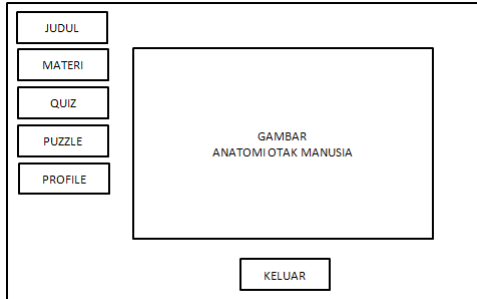 JUDUL
MATERI
QUIZ
PUZZLE
PROFILE
GAMBAR
ANATOMI OTAK MANUSIA
KELUAR